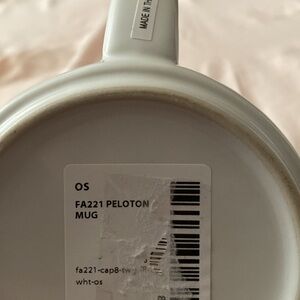 MADE IN
OS
FA221 PELOTON
MUG
fa221-cap8-tw
wht-os